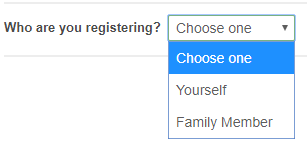 Who are you registering? Choose one
Choose one
Yourself
Family Member